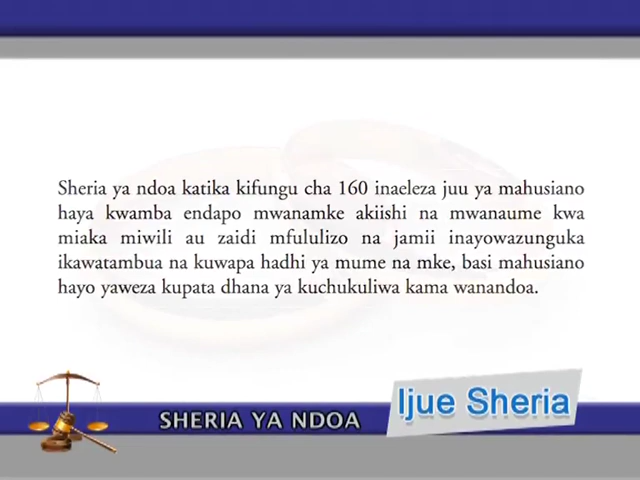 Sheria ya ndoa katika kifungu cha 160 inaeleza juu ya mahusiano
haya kwamba endapo mwanamke akiishi na mwanaume kwa
miaka miwili au zaidi mfululizo na jamii inayowazunguka
ikawatambua na kuwapa hadhi ya mume na mke, basi mahusiano
hayo yaweza kupata dhana ya kuchukuliwa kama wanandoa.
SHERIA YA NDOA
Ijue Sheria